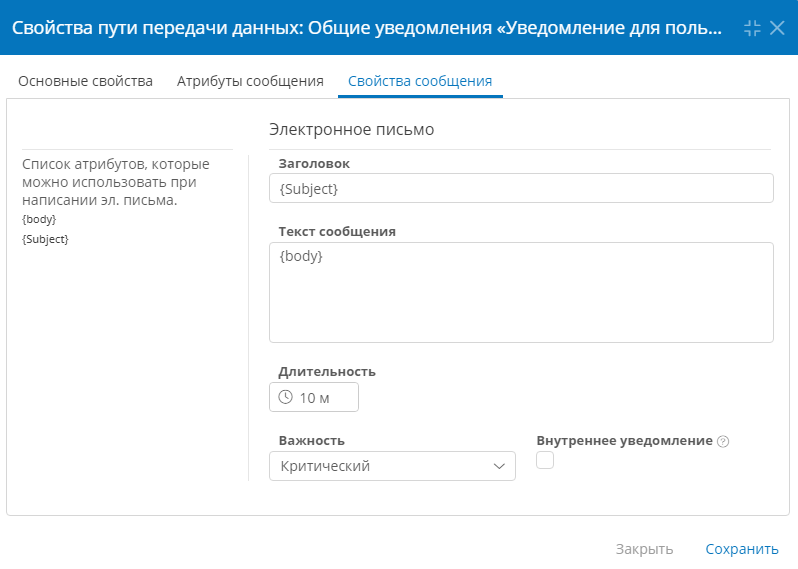 Свойства пути передачи данных: Общие уведомления «Уведомление для поль...
Основные свойства
Атрибуты сообщения
Свойства сообщения
Список атрибутов, которые
можно использовать при
написании эл. письма.
{body}
{Subject}
Электронное письмо
Заголовок
{Subject}
Текст сообщения
{body}
Длительность
10 м
Важность
Критический
Внутреннее уведомление ?
Закрыть
Сохранить